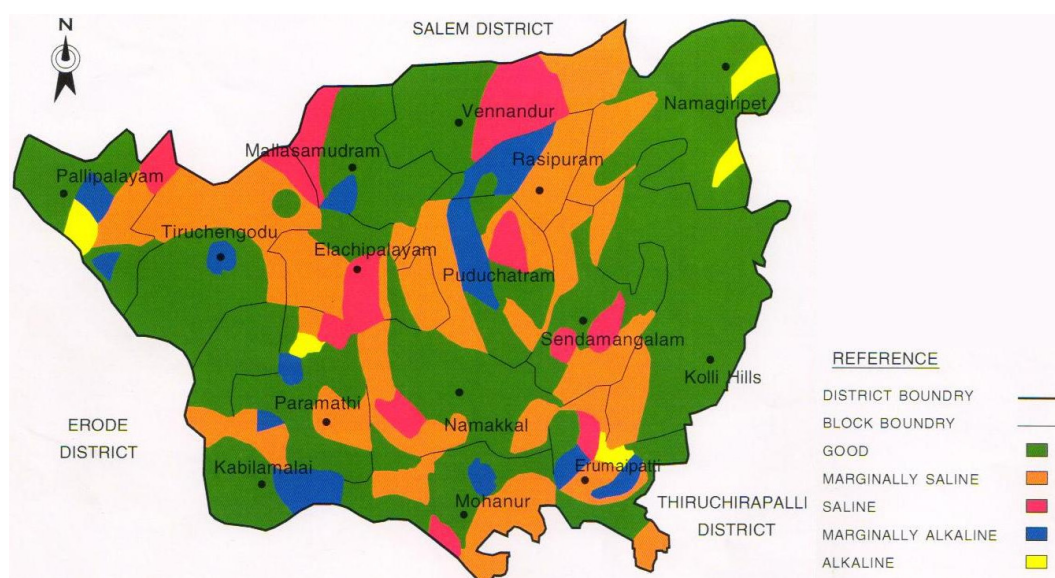 N
SALEM DISTRICT
Vennandur
Namagiripet
Mallasamudram
Rasipuram
Pallipalayam
Tiruchengodu
Elachipalayam
Puduchatram
Sendamangalam
Kolli Hills
Paramathi
Namakkal
ERODE
DISTRICT
Kabilamalai
Erumaipatti
Mohanur
THIRUCHIRAPALLI
DISTRICT
REFERENCE
DISTRICT BOUNDRY
BLOCK BOUNDRY
GOOD
MARGINALLY SALINE
SALINE
MARGINALLY ALKALINE
ALKALINE